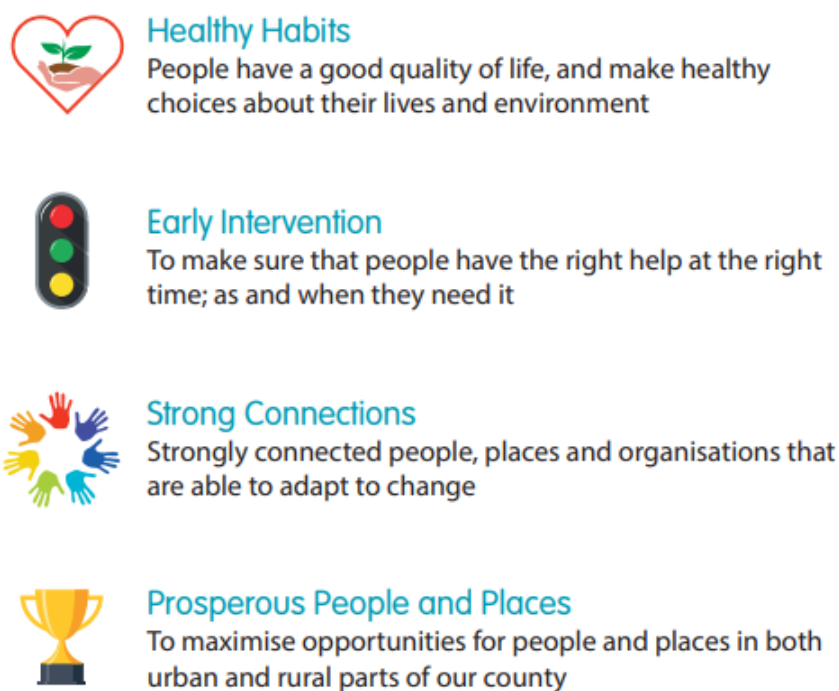 Healthy Habits
People have a good quality of life, and make healthy
choices about their lives and environment
Early Intervention
To make sure that people have the right help at the right
time; as and when they need it
Strong Connections
Strongly connected people, places and organisations that
are able to adapt to change
Prosperous People and Places
To maximise opportunities for people and places in both
urban and rural parts of our county